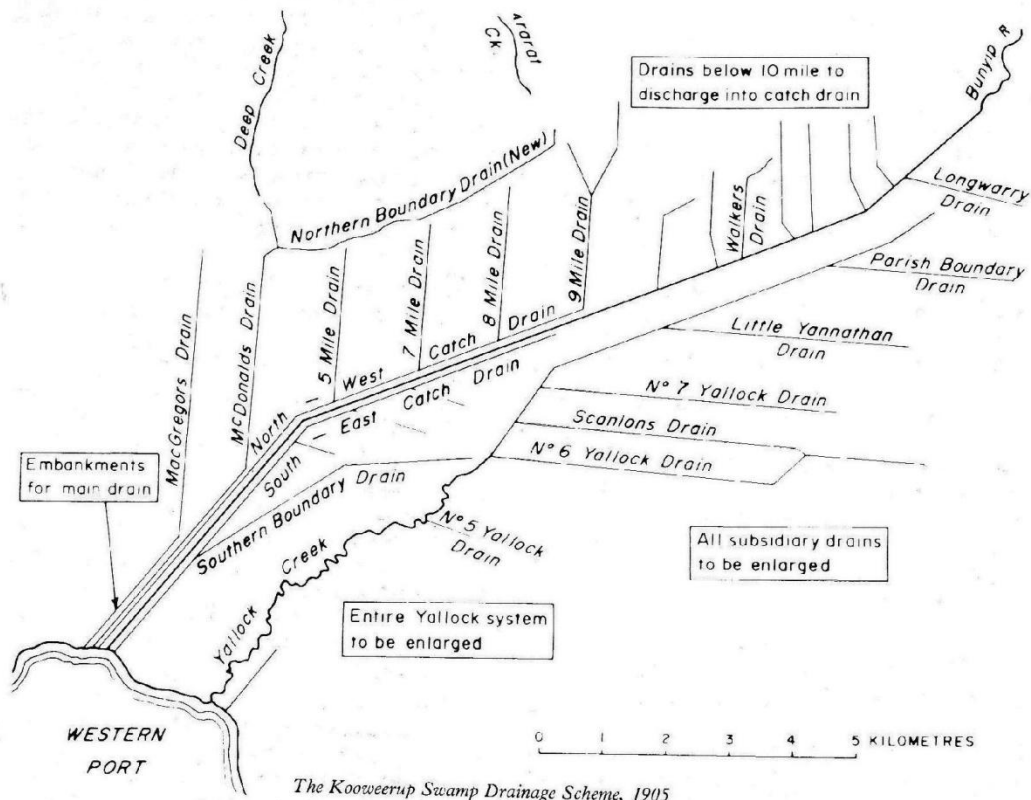 Deep Creek
Ararat
Ck.
Bunyip R
Drains below 10 mile to
discharge into catch drain
Northern Boundary Drain (New)
Longwarry
Drain
Walkers
Drain
Parish Boundary
Drain
MacGregors Drain
McDonalds Drain
5 Mile Drain
7 Mile Drain
8 Mile Drain
9 Mile Drain
North West Catch Drain
South East Catch Drain
Little Yannathan
Drain
Nº 7 Yallock Drain
Scanlons Drain
Nº 6 Yallock Drain
Embankments
for main drain
Southern Boundary Drain
Nº 5 Yallock
Drain
Yallock Creek
All subsidiary drains
to be enlarged
Entire Yallock system
to be enlarged
WESTERN
PORT
0 1 2 3 4 5 KILOMETRES
The Kooweerup Swamp Drainage Scheme, 1905